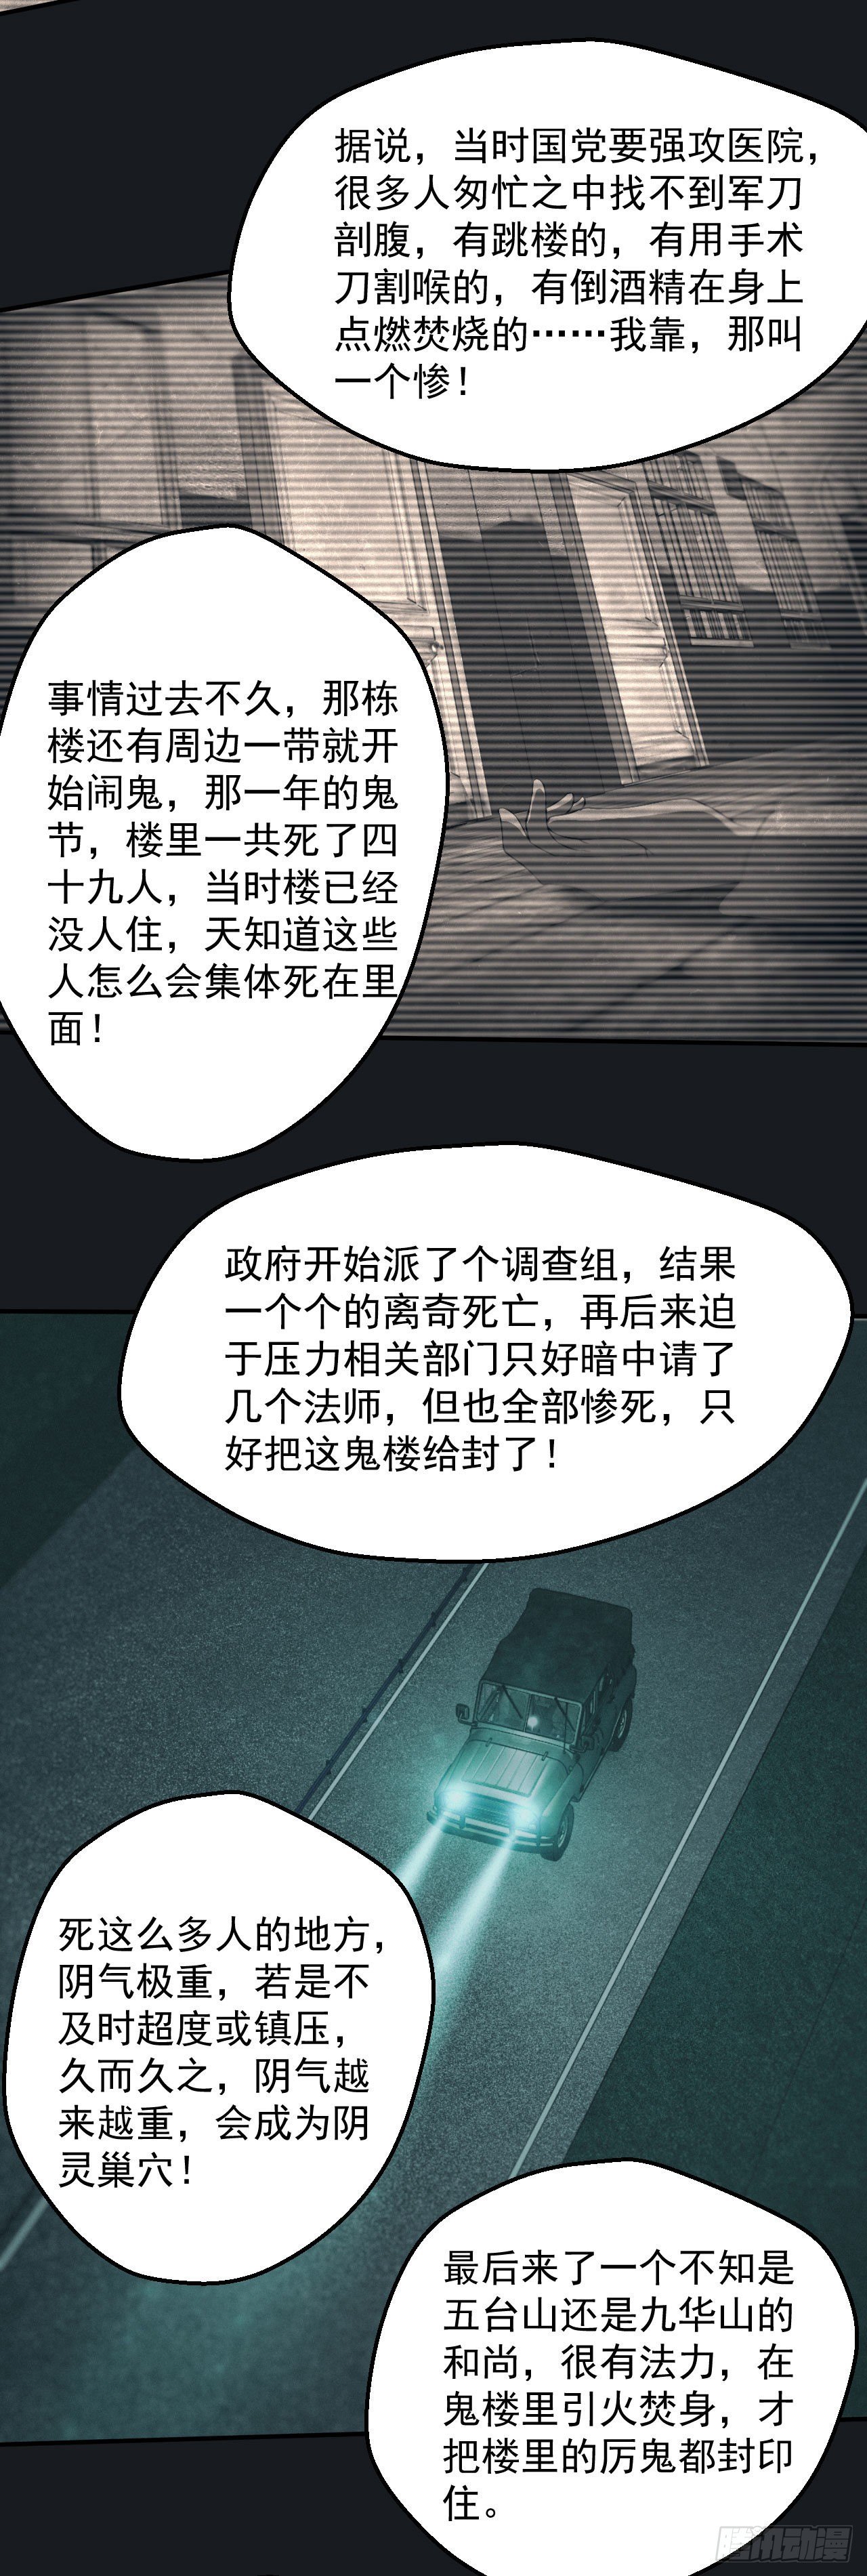 据说，当时国党要强攻医院，
很多人匆忙之中找不到军刀
剖腹，有跳楼的，有用手术
刀割喉的，有倒酒精在身上
点燃焚烧的……我靠，那叫
一个惨！
事情过去不久，那栋
楼还有周边一带就开
始闹鬼，那一年的鬼
节，楼里一共死了四
十九人，当时楼已经
没人住，天知道这些
人怎么会集体死在里
面！
政府开始派了个调查组，结果
一个个的离奇死亡，再后来迫
于压力相关部门只好暗中请了
几个法师，但也全部惨死，只
好把这鬼楼给封了！
死这么多人的地方，
阴气极重，若是不
及时超度或镇压，
久而久之，阴气越
来越重，会成为阴
灵巢穴！
最后来了一个不知是
五台山还是九华山的
和尚，很有法力，在
鬼楼里引火焚身，才
把楼里的厉鬼都封印
住。
腾讯动漫